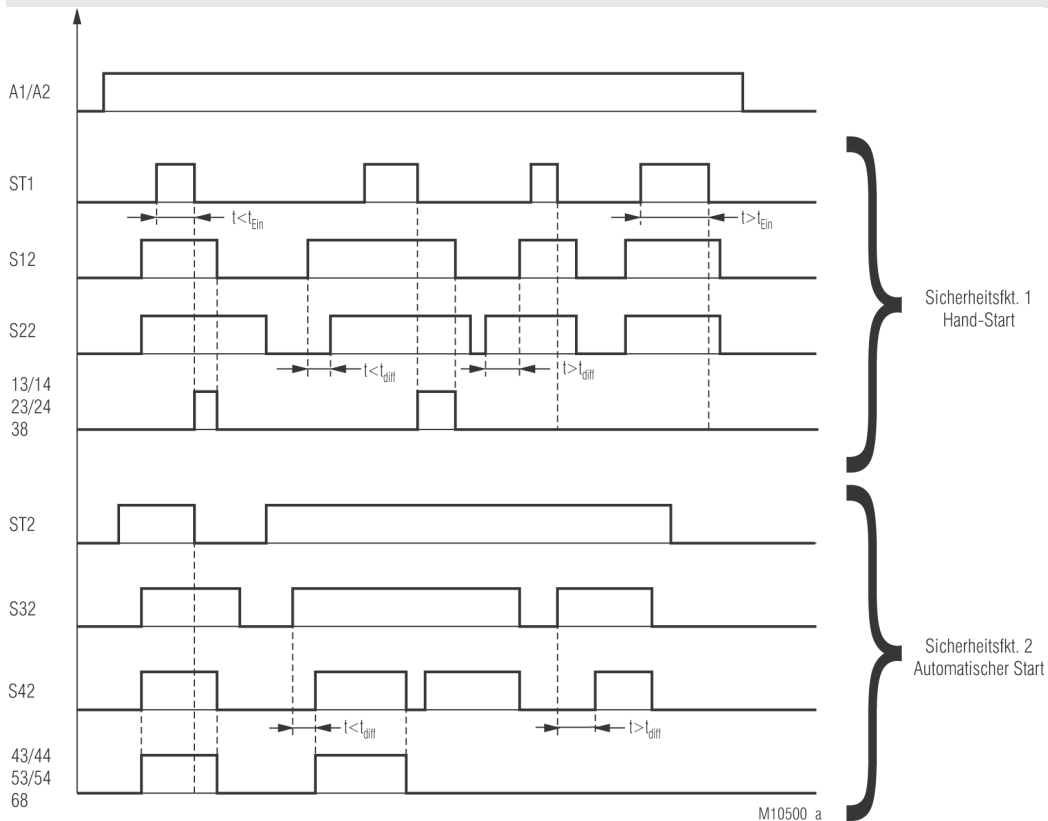 A1/A2
ST1
t<tEin
t>tEin
S12
S22
t<tdiff
t>tdiff
13/14
23/24
38
Sicherheitsfkt. 1
Hand-Start
ST2
S32
S42
t<tdiff
t>tdiff
43/44
53/54
68
Sicherheitsfkt. 2
Automatischer Start
M10500_a